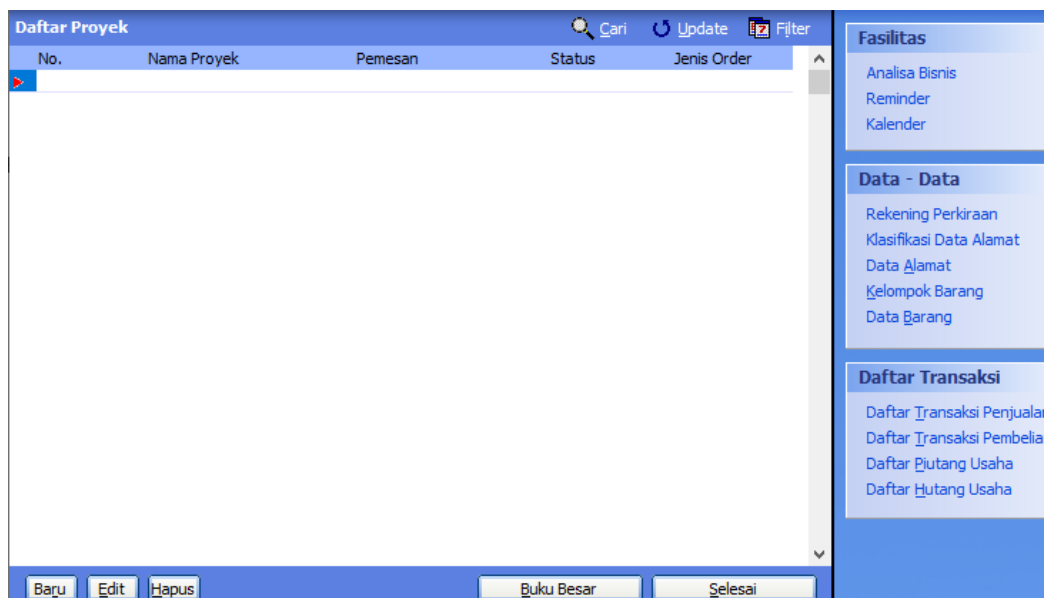 Daftar Proyek Cari Update Filter
No. Nama Proyek Pemesan Status Jenis Order
Baru Edit Hapus Buku Besar Selesai
Fasilitas
Analisa Bisnis
Reminder
Kalender
Data - Data
Rekening Perkiraan
Klasifikasi Data Alamat
Data Alamat
Kelompok Barang
Data Barang
Daftar Transaksi
Daftar Transaksi Penjualan
Daftar Transaksi Pembelia
Daftar Piutang Usaha
Daftar Hutang Usaha